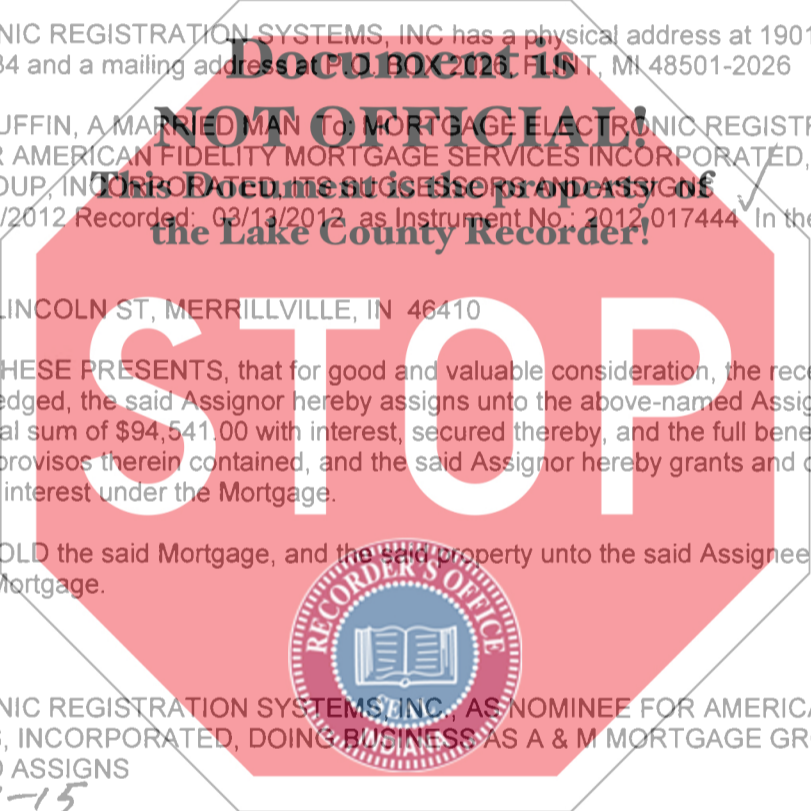 NIC REGISTRATION SYSTEMS, INC has a physical address at 1901
34 and a mailing address at P.O. BOX 2026, FLINT, MI 48501-2026
Document is
NOT OFFICIAL!
This Document is the property of
the Lake County Recorder!
UFFIN, A MARRIED MAN To: MORTGAGE ELECTRONIC REGISTR
R AMERICAN FIDELITY MORTGAGE SERVICES INCORPORATED,
OUP, INCORPORATED, ITS SUCCESSORS AND ASSIGNS
/2012 Recorded: 03/13/2012 as Instrument No.: 2012 017444 In the
LINCOLN ST, MERRILLVILLE, IN 46410
STOP
HESE PRESENTS, that for good and valuable consideration, the rece
edged, the said Assignor hereby assigns unto the above-named Assig
al sum of $94,541.00 with interest, secured thereby, and the full bene
provisos therein contained, and the said Assignor hereby grants and c
interest under the Mortgage.
OLD the said Mortgage, and the said property unto the said Assignee
Mortgage.
RECORDER'S OFFICE
SEAL
INDIANA
NIC REGISTRATION SYSTEMS, INC., AS NOMINEE FOR AMERICA
, INCORPORATED, DOING BUSINESS AS A & M MORTGAGE GR
ASSIGNS
-15